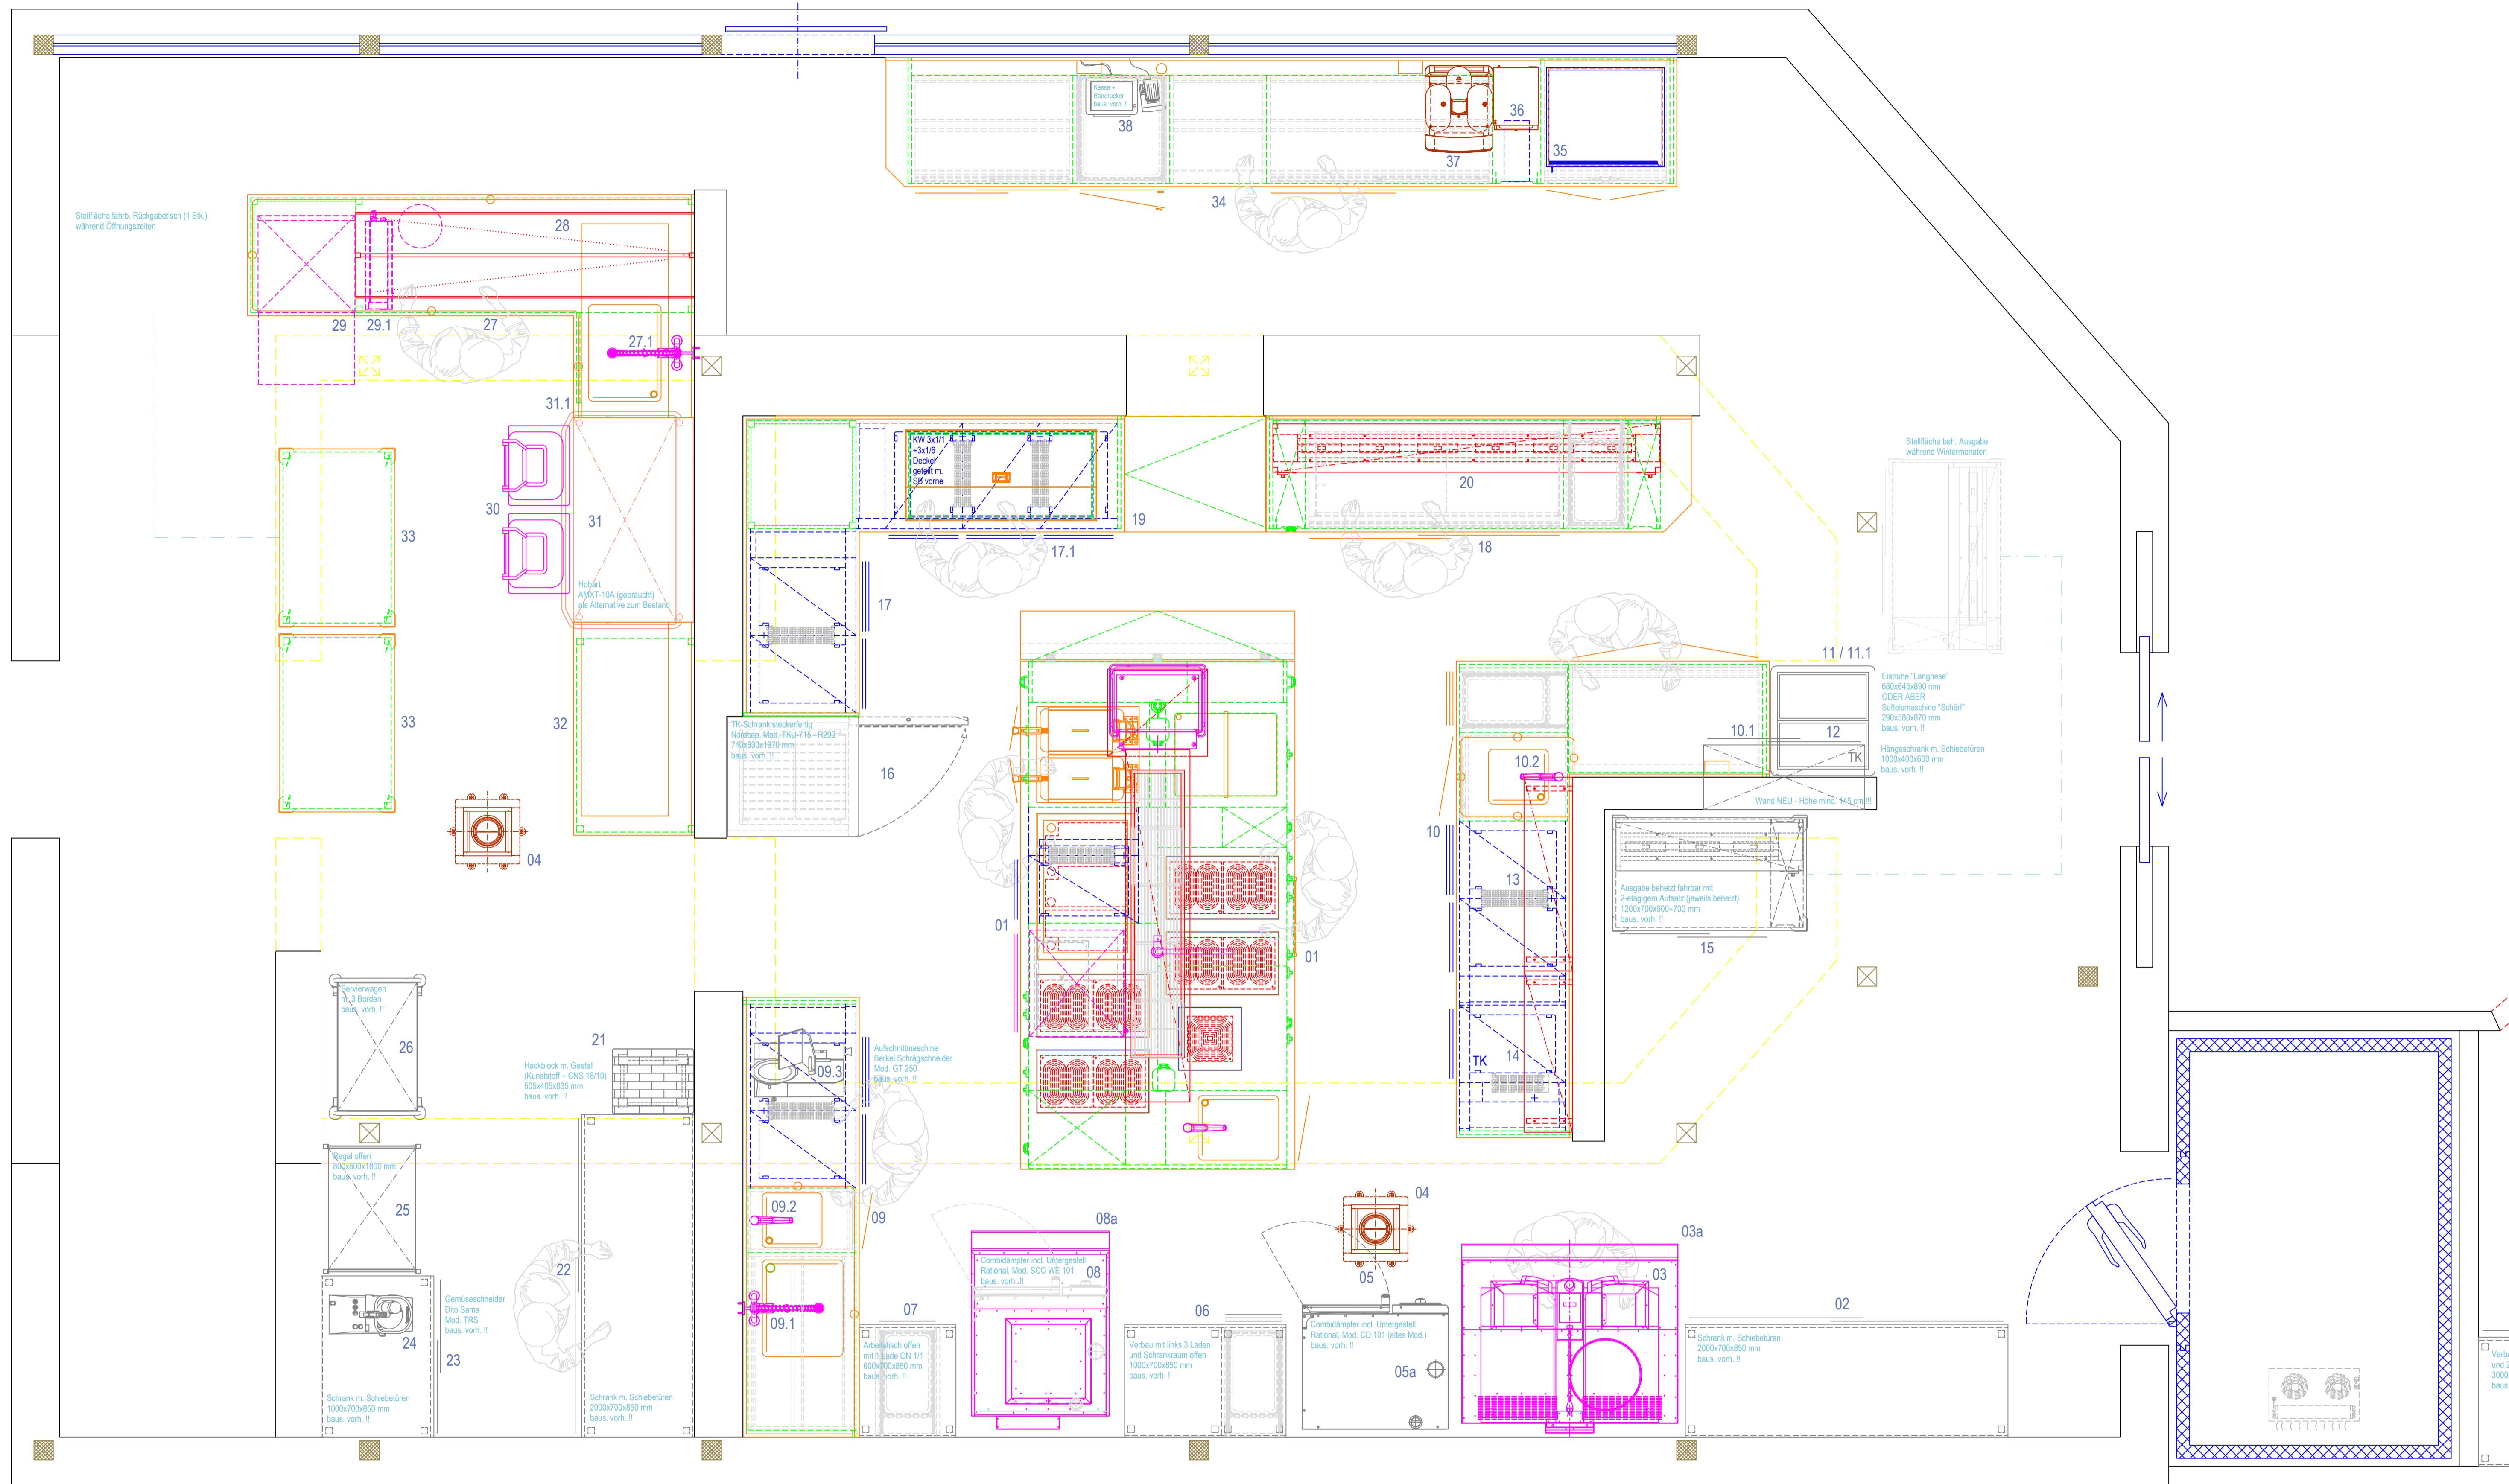 Kassa +
Bondrucker
baus. vorh. !!
38
37
36
35
34
Stellfläche fahrb. Rückgabetisch (1 Stk.)
während Öffnungszeiten
28
29
29.1
27
27.1
31.1
30
31
33
33
32
Hobart
AMXT-10A (gebraucht)
als Alternative zum Bestand
KW 3x1/1
+3x1/6
Deckel
geteilt m.
SB vorne
17.1
19
20
18
17
Stellfläche beh. Ausgabe
während Wintermonaten
TK-Schrank steckerfertig
Nordcap, Mod. TKU-715 - R290
740x830x1970 mm
baus. vorh. !!
16
11 / 11.1
10.1
12
TK
10.2
10
Eistruhe "Langnese"
680x645x890 mm
ODER ABER
Softeismaschine "Schärf"
290x580x870 mm
baus. vorh. !!
Hängeschrank m. Schiebetüren
1000x400x600 mm
baus. vorh. !!
Wand NEU - Höhe mind. 145 cm !!!
04
01
01
13
14
TK
Ausgabe beheizt fahrbar mit
2-etagigem Aufsatz (jeweils beheizt)
1200x700x900+700 mm
baus. vorh. !!
15
Servierwagen
m. 3 Borden
baus. vorh. !!
26
21
Hackblock m. Gestell
(Kunststoff + CNS 18/10)
505x405x835 mm
baus. vorh. !!
09.3
Aufschnittmaschine
Berkel Schrägschneider
Mod. GT 250
baus. vorh. !!
Regal offen
800x600x1800 mm
baus. vorh. !!
25
09.2
09
09.1
22
Gemüseschneider
Dito Sama
Mod. TRS
baus. vorh. !!
24
23
Schrank m. Schiebetüren
1000x700x850 mm
baus. vorh. !!
Schrank m. Schiebetüren
2000x700x850 mm
baus. vorh. !!
07
Arbeitstisch offen
mit 1 Lade GN 1/1
600x700x850 mm
baus. vorh. !!
08a
Combidämpfer incl. Untergestell
Rational, Mod. SCC WE 101
baus. vorh. !!
08
06
Verbau mit links 3 Laden
und Schrankraum offen
1000x700x850 mm
baus. vorh. !!
04
05
Combidämpfer incl. Untergestell
Rational, Mod. CD 101 (altes Mod.)
baus. vorh. !!
05a
03a
03
02
Schrank m. Schiebetüren
2000x700x850 mm
baus. vorh. !!
Verba
und 2
3000
baus.